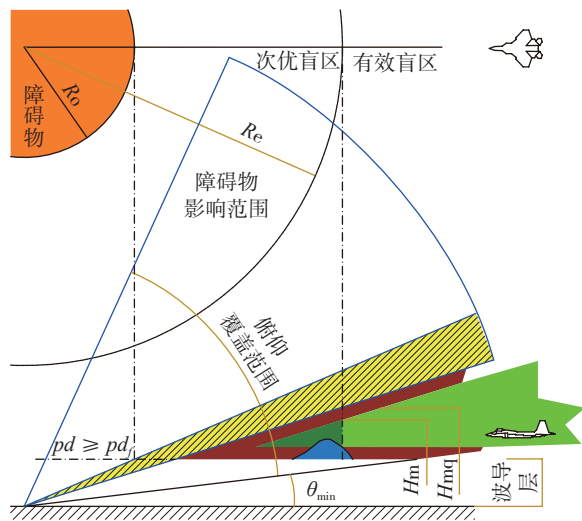 次优盲区
有效盲区
障碍物
Ro
Re
障碍物
影响范围
俯仰
覆盖范围
pd ≥ pd
θmin
Hm
Hmq
波导
层